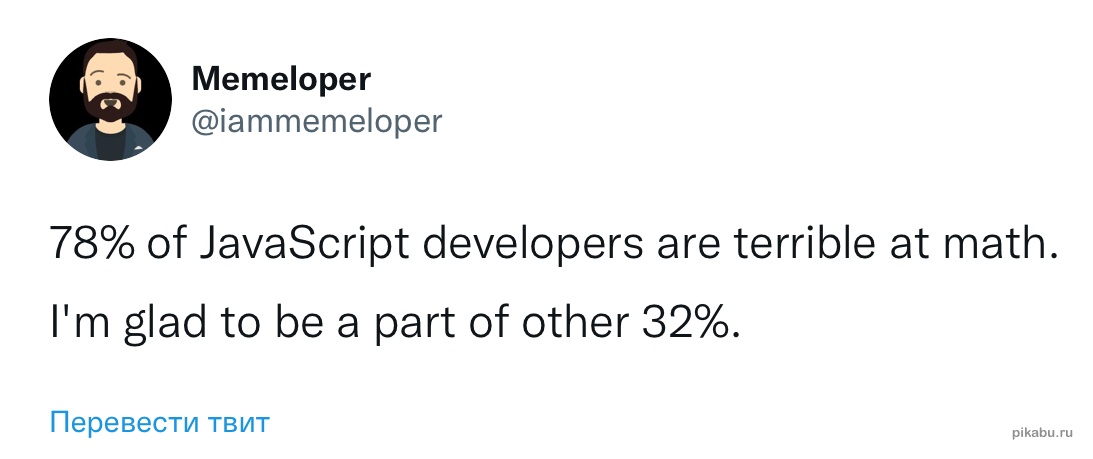 Memeloper
@iammemeloper
78% of JavaScript developers are terrible at math.
I'm glad to be a part of other 32%.
Перевести твит
pikabu.ru